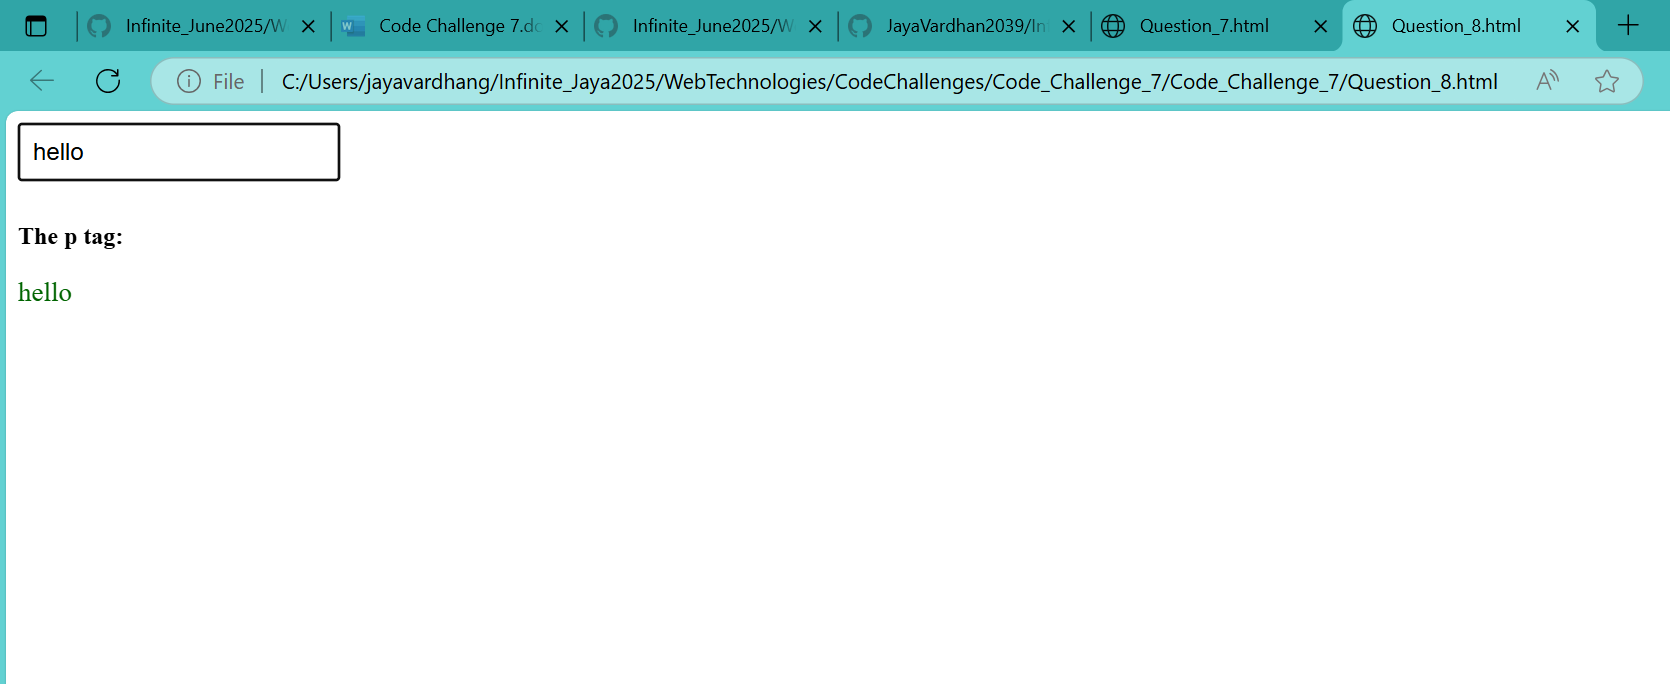 Infinite_June2025/W
Code Challenge 7.dc
Infinite_June2025/W
JayaVardhan2039/In
Question_7.html
Question_8.html
File
C:/Users/jayavardhang/Infinite_Jaya2025/WebTechnologies/CodeChallenges/Code_Challenge_7/Code_Challenge_7/Question_8.html
hello
The p tag:
hello